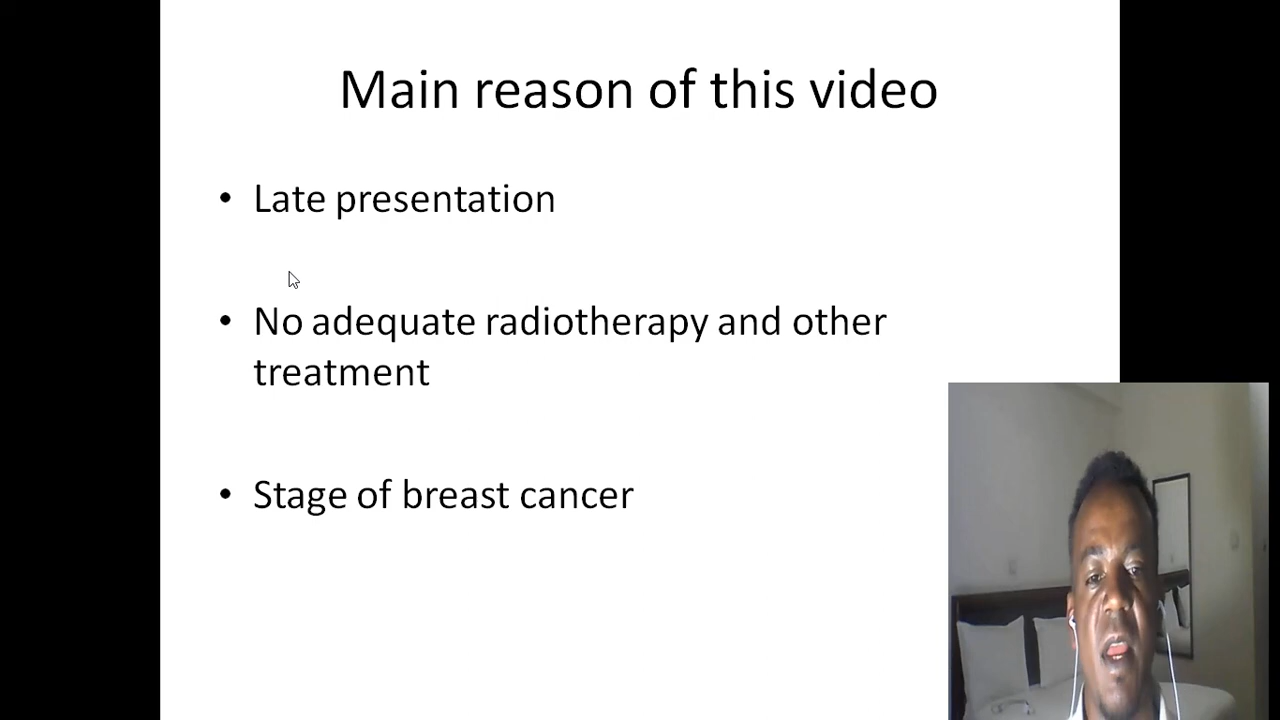 Main reason of this video
• Late presentation
• No adequate radiotherapy and other
treatment
• Stage of breast cancer